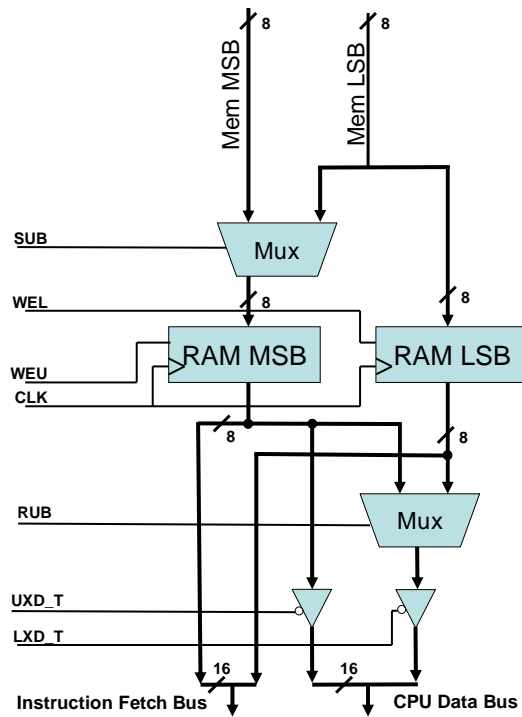 8
8
Mem MSB
Mem LSB
SUB
Mux
WEL
8
8
RAM MSB
RAM LSB
WEU
CLK
8
8
RUB
Mux
UXD_T
LXD_T
16
16
Instruction Fetch Bus
CPU Data Bus